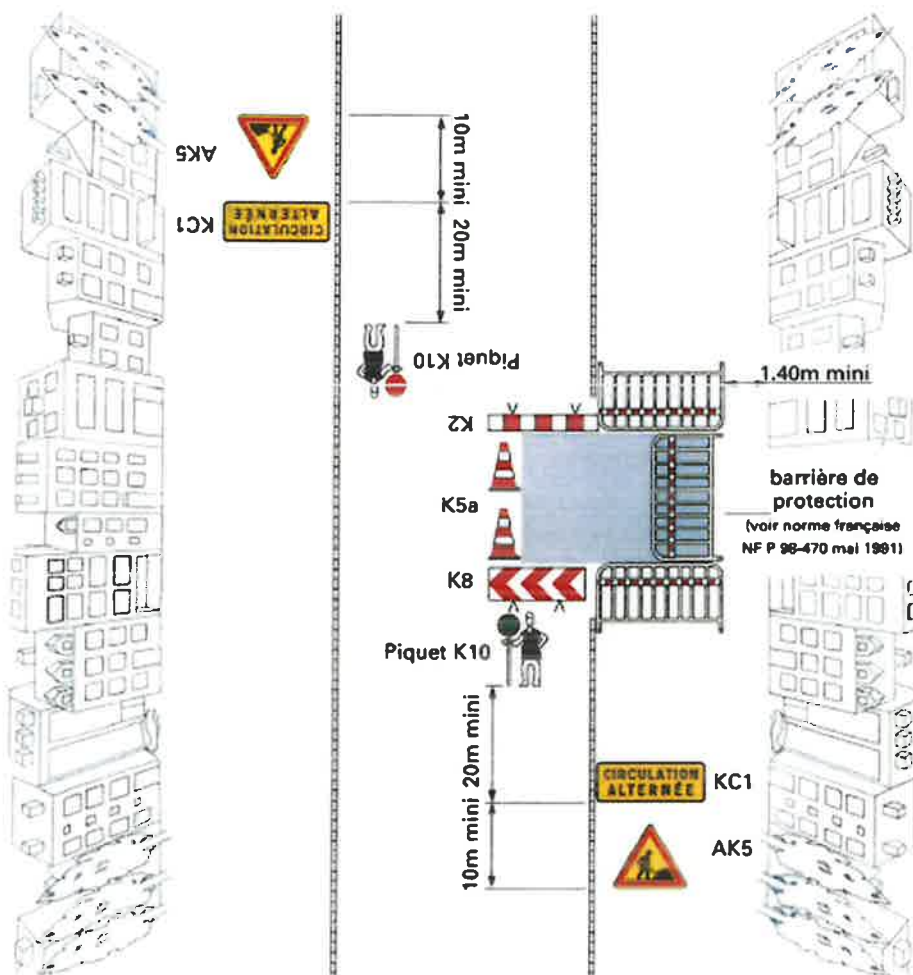 AK5
10m mini
KC1
CIRCULATION
ALTERNÉE
20m mini
Piquet K10
1.40m mini
K2
K5a
barrière de
protection
(voir norme française
NF P 98-470 mai 1991)
K8
Piquet K10
20m mini
CIRCULATION
ALTERNÉE
KC1
10m mini
AK5